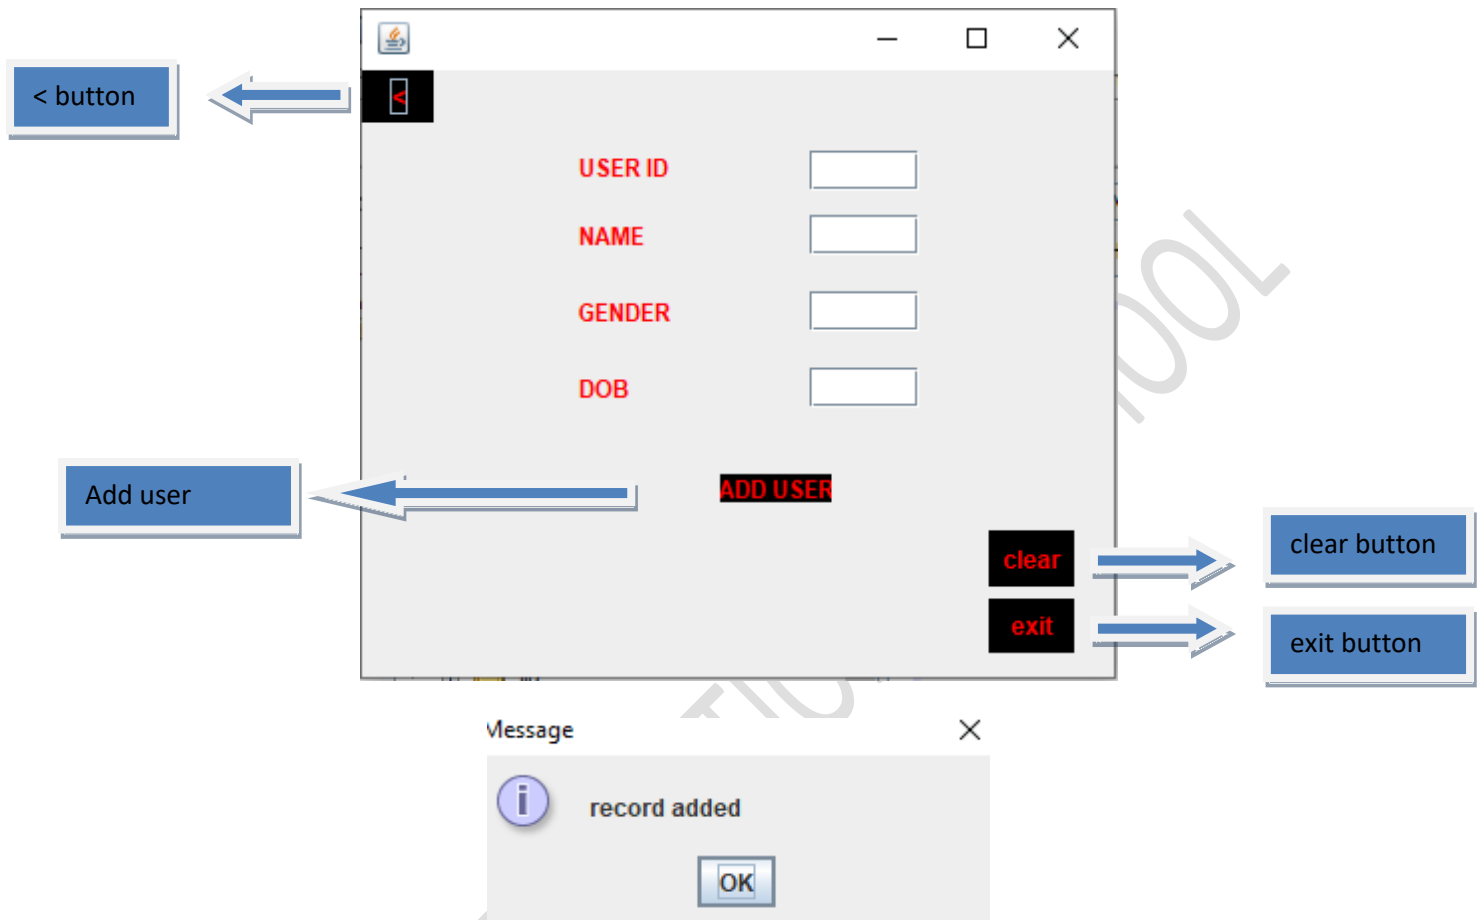 < button
<
USER ID
NAME
GENDER
DOB
Add user
ADD USER
clear
clear button
exit
exit button
Message
record added
OK